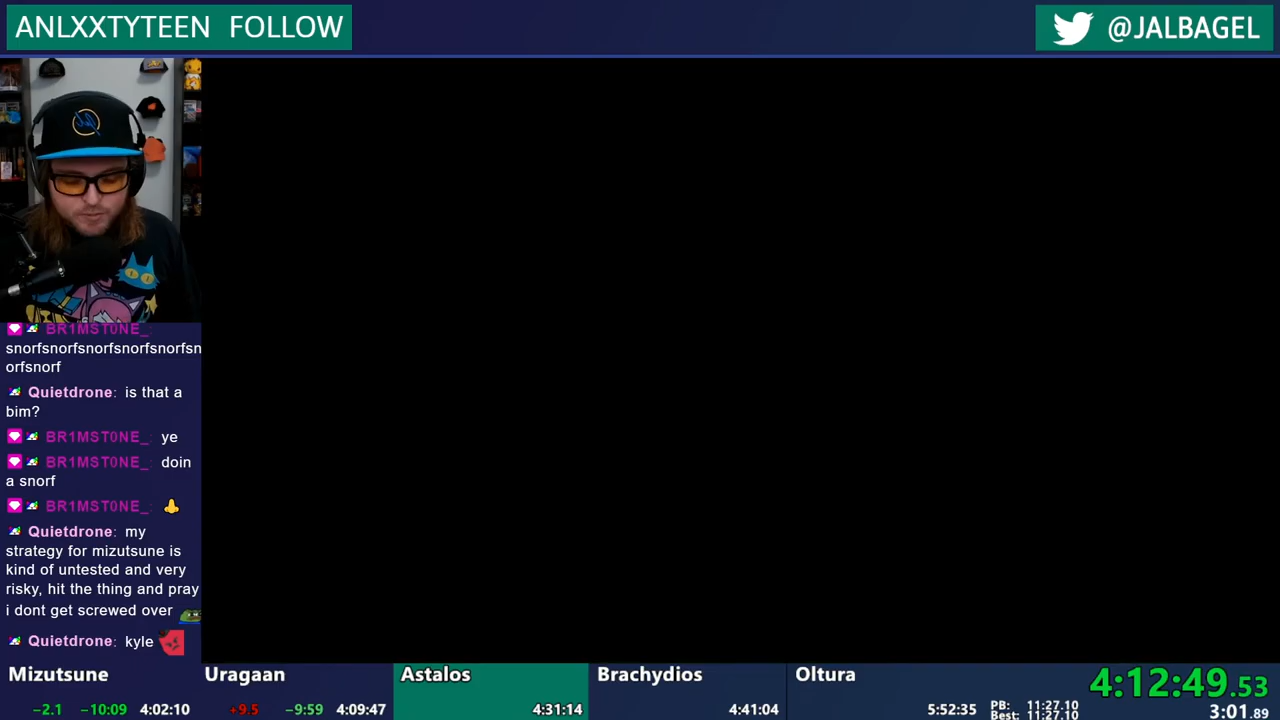 ANLXXTYTEEN FOLLOW
@JALBAGEL
BR1MST0NE_:
snorfsnorfsnorfsnorfsnorfsn
orfsnorf
Quietdrone: is that a
bim?
BR1MST0NE_: ye
BR1MST0NE_: doin
a snorf
BR1MST0NE_:
Quietdrone: my
strategy for mizutsune is
kind of untested and very
risky, hit the thing and pray
i dont get screwed over
Quietdrone: kyle
Mizutsune Uragaan Astalos Brachydios Oltura
−2.1 −10:09 4:02:10 +9.5 −9:59 4:09:47 4:31:14 4:41:04 5:52:35
4:12:49.53
PB: 11:27.10
Best: 11:27.10
3:01.89